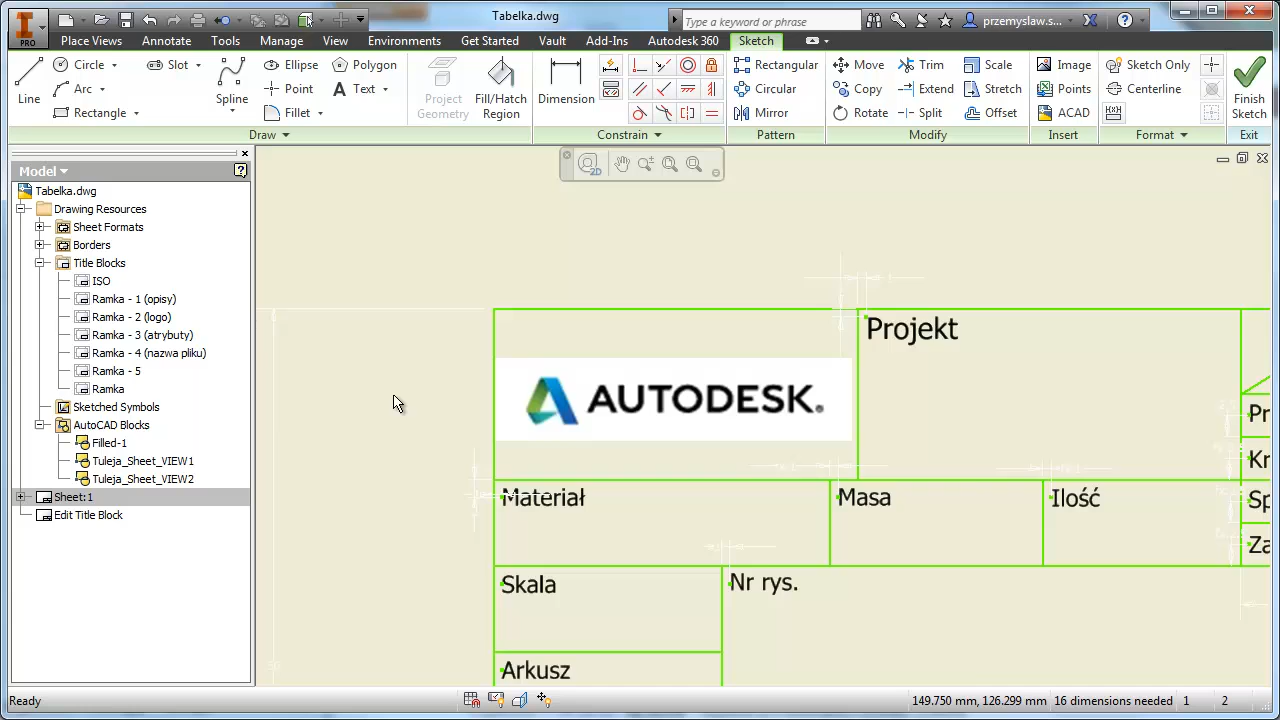 PRO
Tabelka.dwg
Type a keyword or phrase
przemyslaw.s...
Place Views
Annotate
Tools
Manage
View
Environments
Get Started
Vault
Add-Ins
Autodesk 360
Sketch
Line
Circle
Arc
Rectangle
Slot
Spline
Ellipse
Point
Fillet
Polygon
Text
Project Geometry
Fill/Hatch Region
Draw
Dimension
Constrain
Rectangular
Circular
Mirror
Pattern
Move
Copy
Rotate
Trim
Extend
Split
Scale
Stretch
Offset
Modify
Image
Points
ACAD
Insert
Sketch Only
Centerline
Format
Finish Sketch
Exit
Model
2D
Tabelka.dwg
Drawing Resources
Sheet Formats
Borders
Title Blocks
ISO
Ramka - 1 (opisy)
Ramka - 2 (logo)
Ramka - 3 (atrybuty)
Ramka - 4 (nazwa pliku)
Ramka - 5
Ramka
Sketched Symbols
AutoCAD Blocks
Filled-1
Tuleja_Sheet_VIEW1
Tuleja_Sheet_VIEW2
Sheet:1
Edit Title Block
AUTODESK®
Projekt
Pr
Kr
Materiał
Masa
Ilość
Sp
Za
Skala
Nr rys.
Arkusz
Ready
149.750 mm, 126.299 mm
16 dimensions needed
1
2